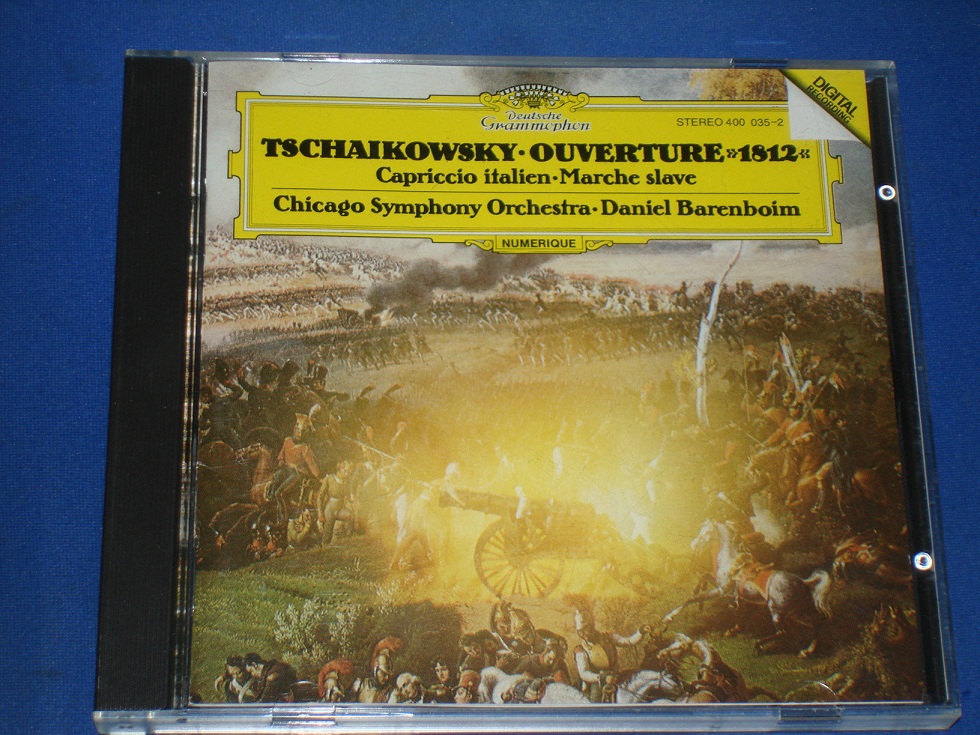 DIGITAL
RECORDING
Deutsche
Grammophon
STEREO 400 035-2
TSCHAIKOWSKY·OUVERTURE »1812«
Capriccio italien·Marche slave
Chicago Symphony Orchestra·Daniel Barenboim
NUMERIQUE